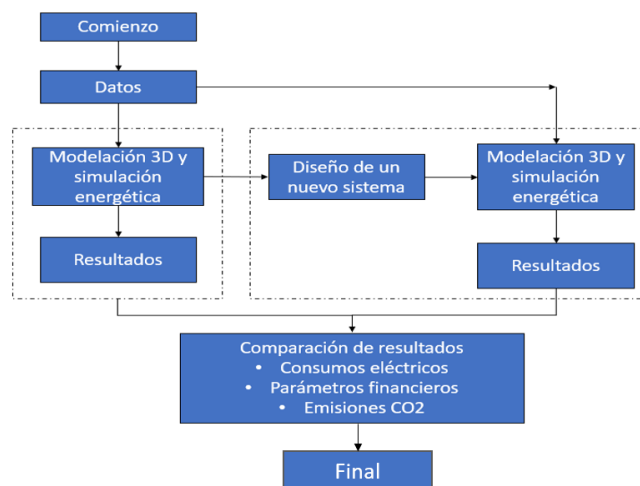 Comienzo
Datos
Modelación 3D y
simulación
energética
Resultados
Diseño de un
nuevo sistema
Modelación 3D y
simulación
energética
Resultados
Comparación de resultados
• Consumos eléctricos
• Parámetros financieros
• Emisiones CO2
Final